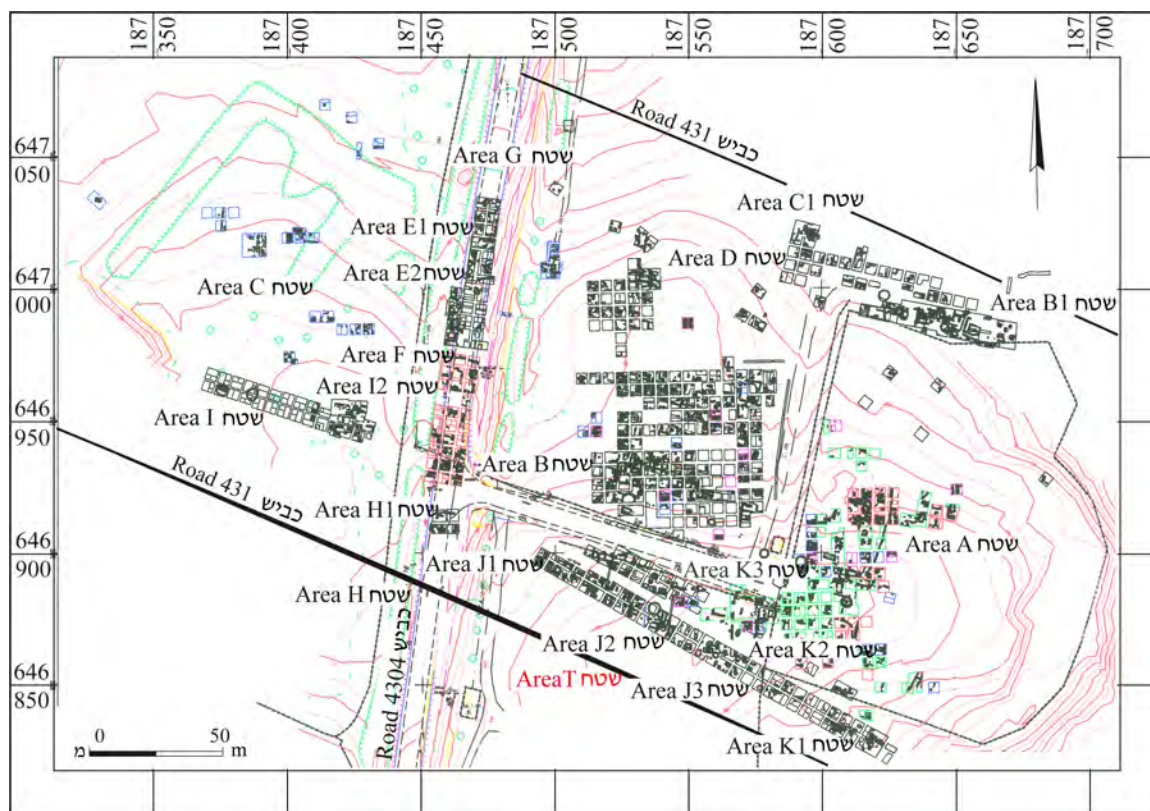 187 350
187 400
187 450
187 500
187 550
187 600
187 650
187 700
647 050
647 000
646 950
646 900
646 850
Road 431 כביש
Area G שטח
Area C1 שטח
Area E1 שטח
Area D שטח
Area E2 שטח
Area C שטח
Area B1 שטח
Area F שטח
Area I2 שטח
Area I שטח
Area B שטח
Road 431 כביש
Area H1 שטח
Area A שטח
Area J1 שטח
Area K3 שטח
Area H שטח
Road 4304 כביש
Area J2 שטח
Area K2 שטח
AreaT שטח
Area J3 שטח
Area K1 שטח
0 50
מ m